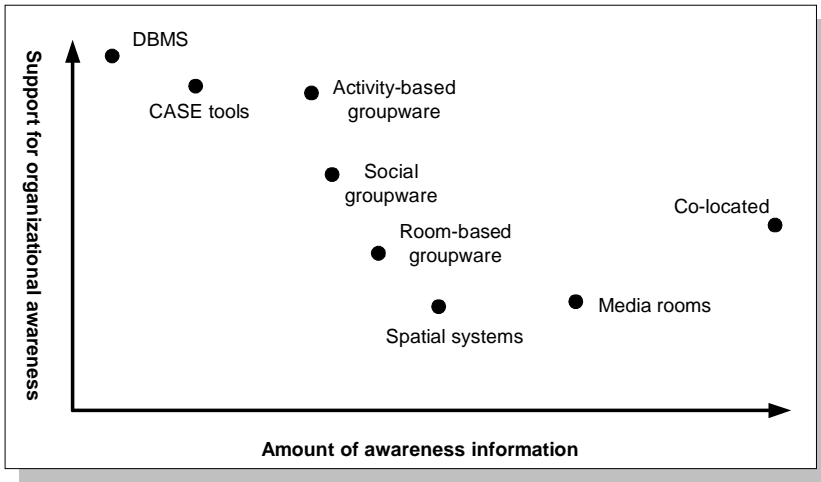 Support for organizational awareness
DBMS
CASE tools
Activity-based
groupware
Social
groupware
Co-located
Room-based
groupware
Media rooms
Spatial systems
Amount of awareness information